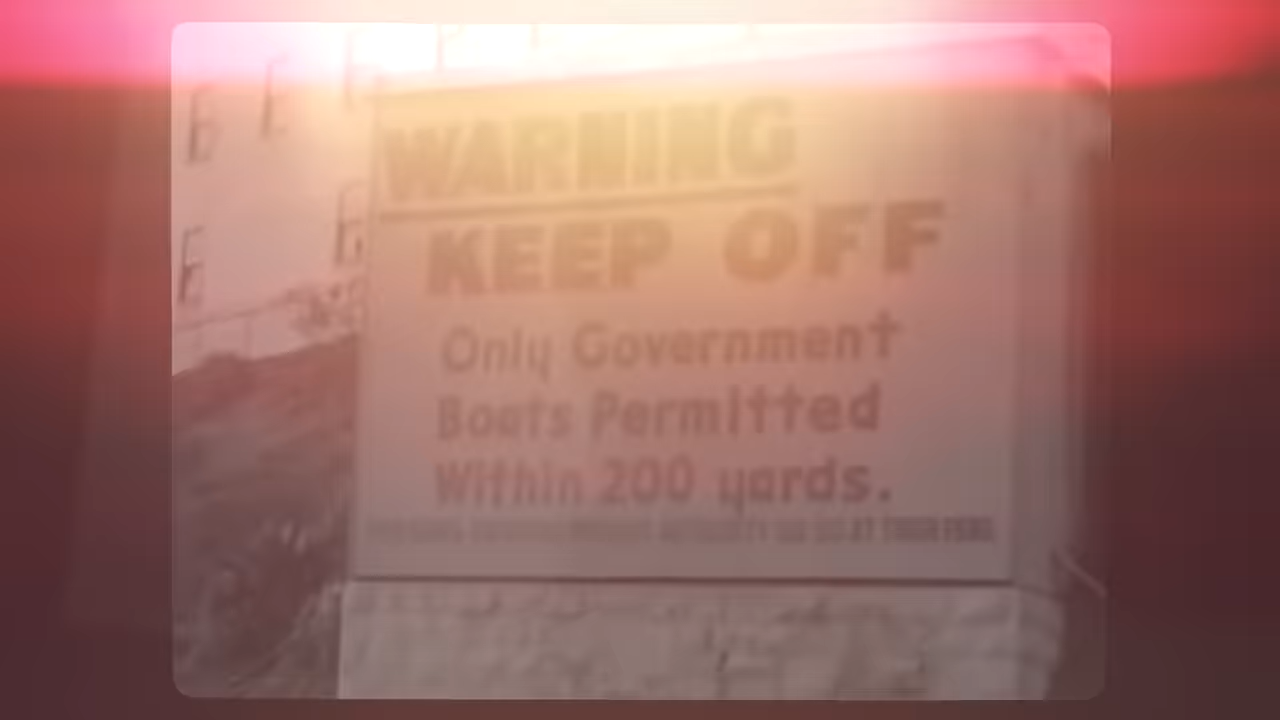 WARNING
KEEP OFF
Only Government
Boats Permitted
Within 200 yards.